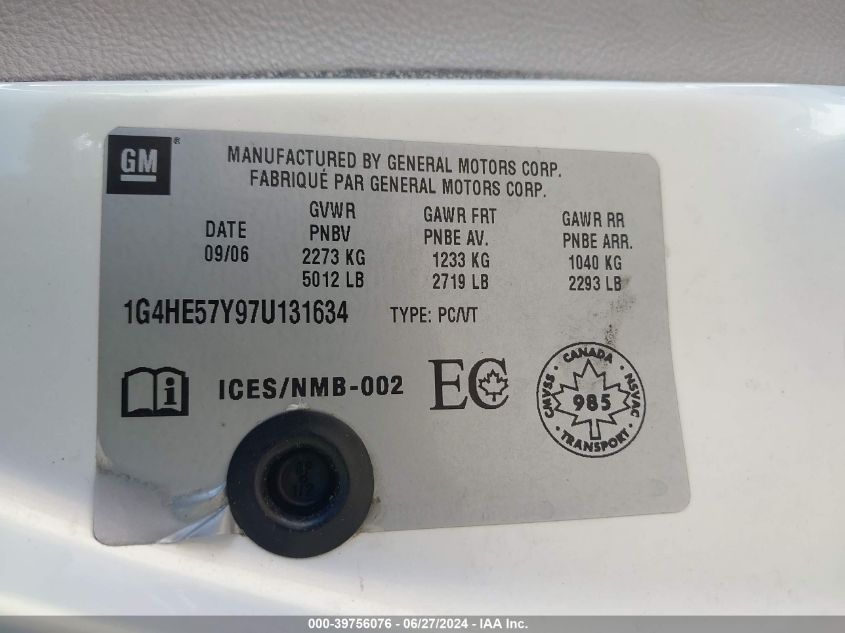 GM ®
MANUFACTURED BY GENERAL MOTORS CORP.
FABRIQUÉ PAR GENERAL MOTORS CORP.
DATE GVWR GAWR FRT GAWR RR
09/06 PNBV PNBE AV. PNBE ARR.
2273 KG 1233 KG 1040 KG
5012 LB 2719 LB 2293 LB
1G4HE57Y97U131634 TYPE: PC/VT
ICES/NMB-002 EC
CANADA
CMVSS 985 NSVAC
TRANSPORT
000-39756076 / 06/27/2024 - IAA Inc.